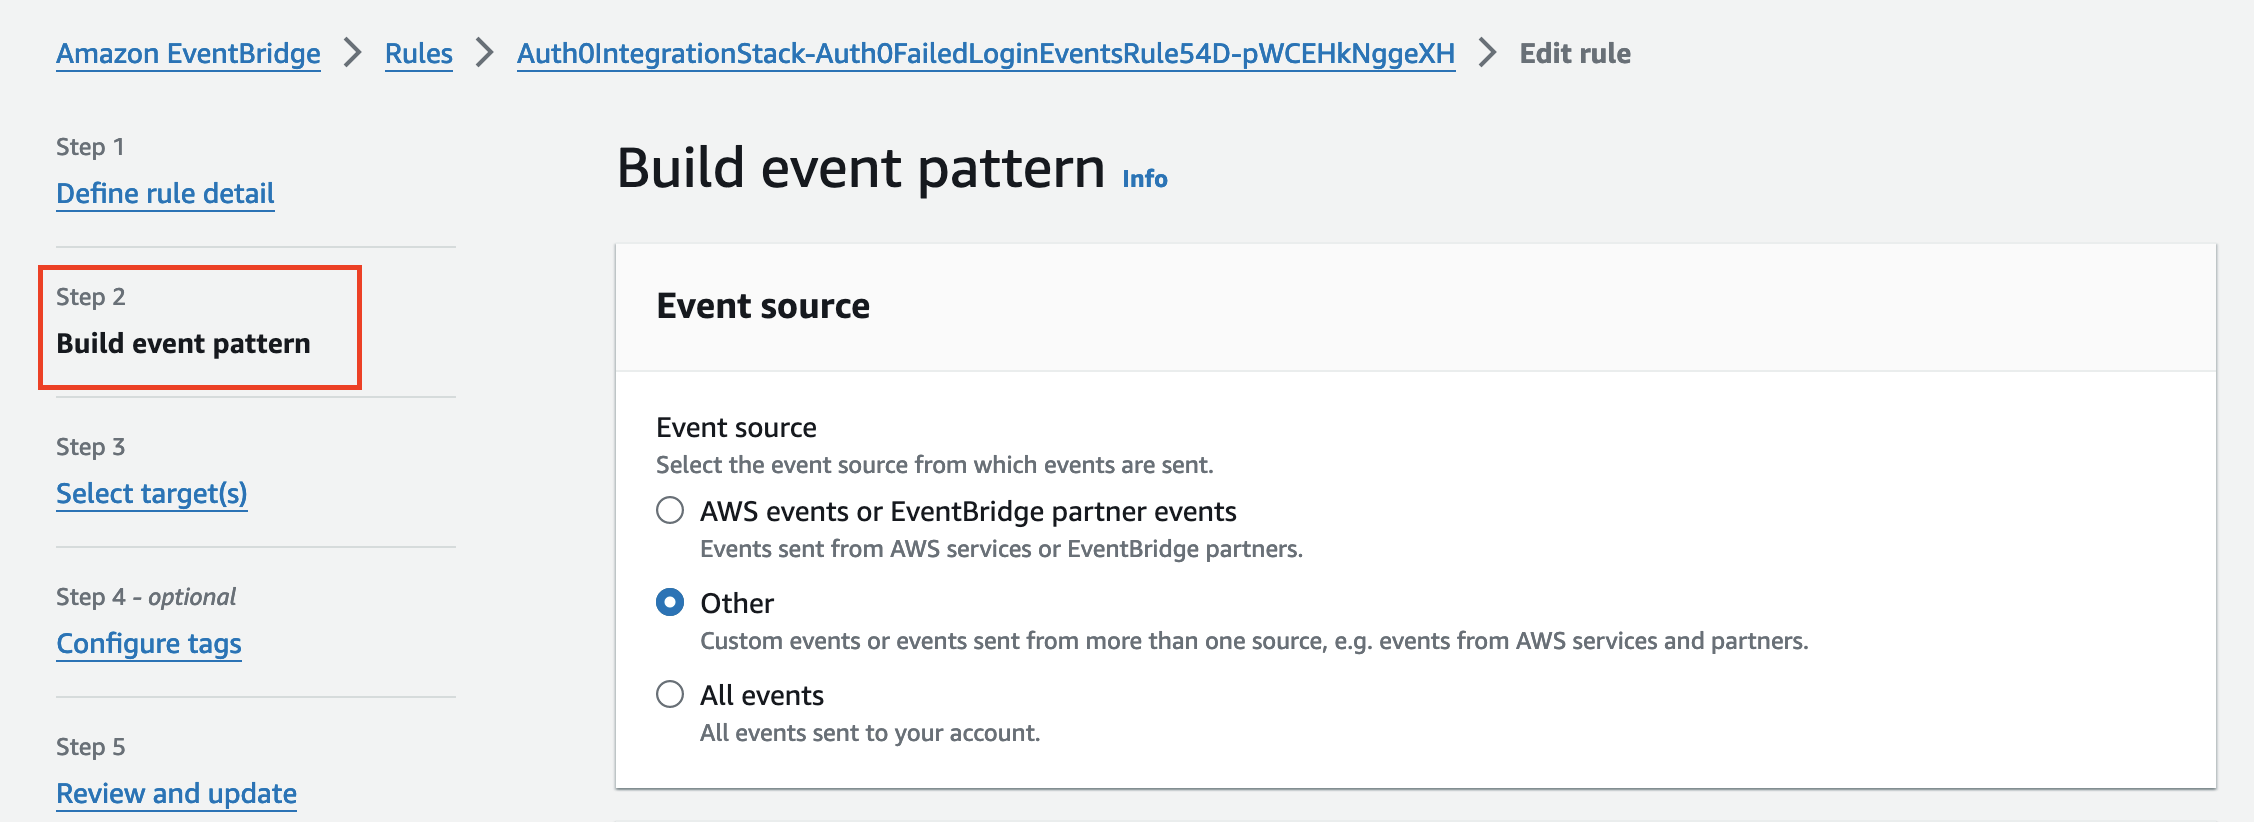 Amazon EventBridge > Rules > Auth0IntegrationStack-Auth0FailedLoginEventsRule54D-pWCEHkNggeXH > Edit rule
Step 1
Define rule detail
Step 2
Build event pattern
Step 3
Select target(s)
Step 4 - optional
Configure tags
Step 5
Review and update
Build event pattern Info
Event source
Event source
Select the event source from which events are sent.
AWS events or EventBridge partner events
Events sent from AWS services or EventBridge partners.
Other
Custom events or events sent from more than one source, e.g. events from AWS services and partners.
All events
All events sent to your account.